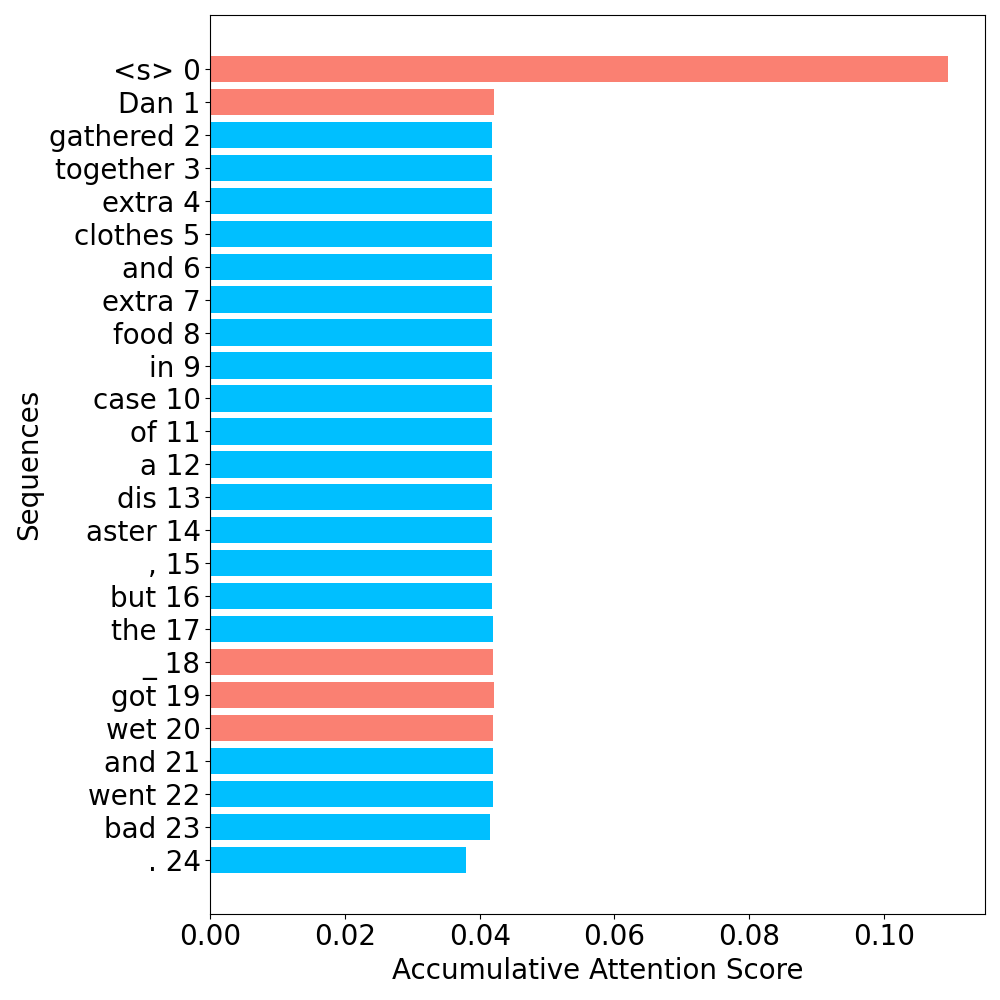 <s> 0
Dan 1
gathered 2
together 3
extra 4
clothes 5
and 6
extra 7
food 8
in 9
case 10
of 11
a 12
dis 13
aster 14
, 15
but 16
the 17
_ 18
got 19
wet 20
and 21
went 22
bad 23
. 24
Sequences
0.00 0.02 0.04 0.06 0.08 0.10
Accumulative Attention Score